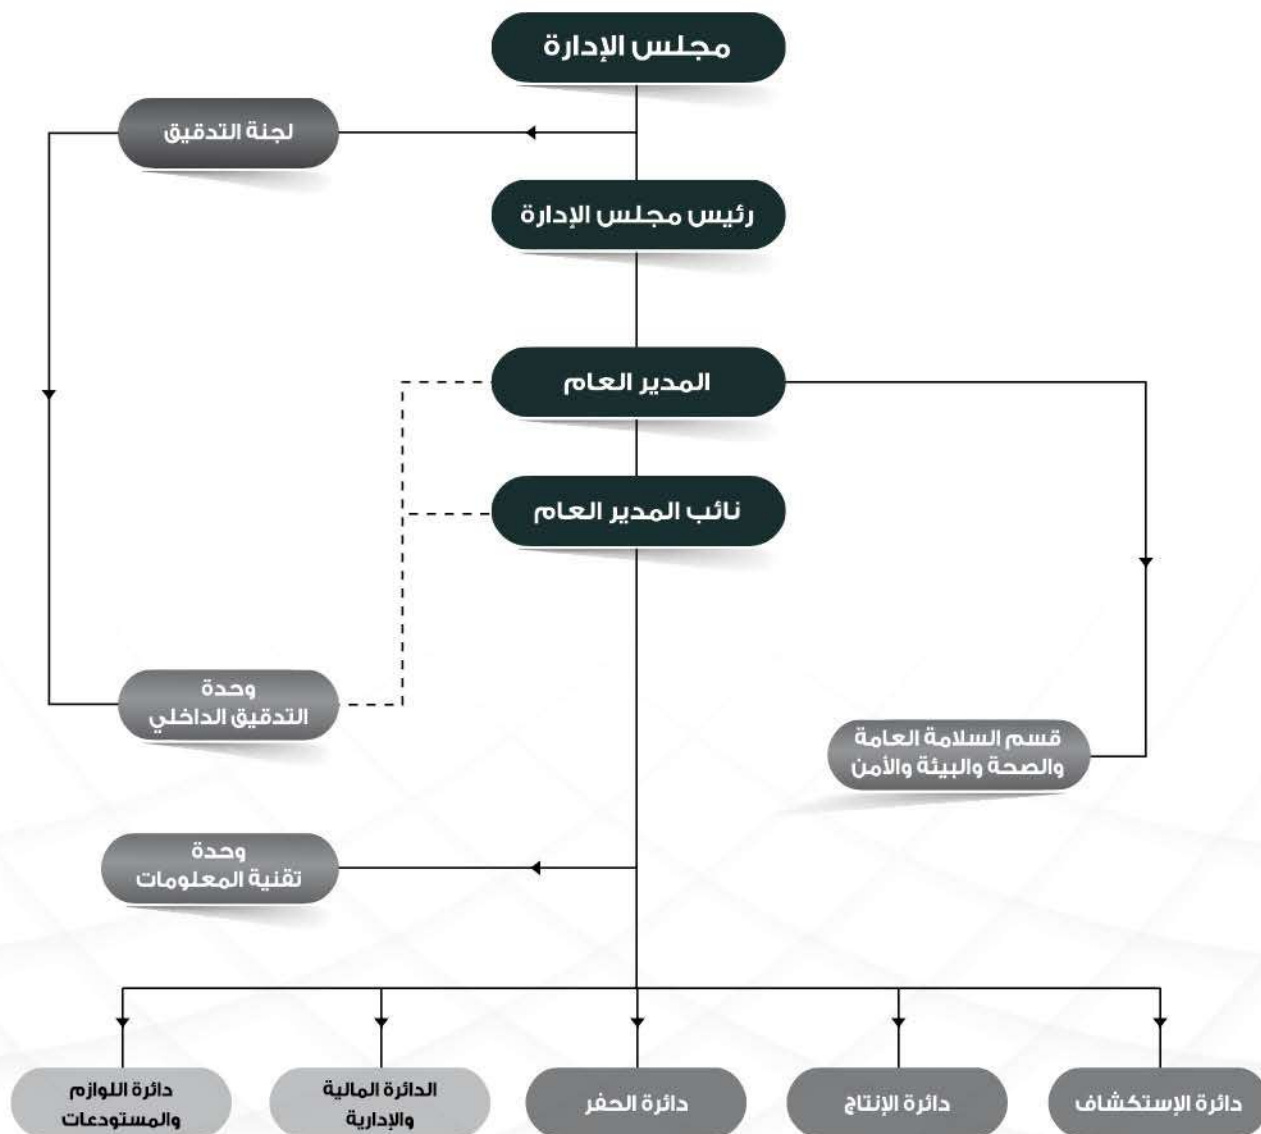 مجلس الإدارة
لجنة التدقيق
رئيس مجلس الإدارة
المدير العام
نائب المدير العام
وحدة
التدقيق الداخلي
قسم السلامة العامة
والصحة والبيئة والأمن
وحدة
تقنية المعلومات
دائرة الإستكشاف
دائرة الإنتاج
دائرة الحفر
الدائرة المالية
والإدارية
دائرة اللوازم
والمستودعات